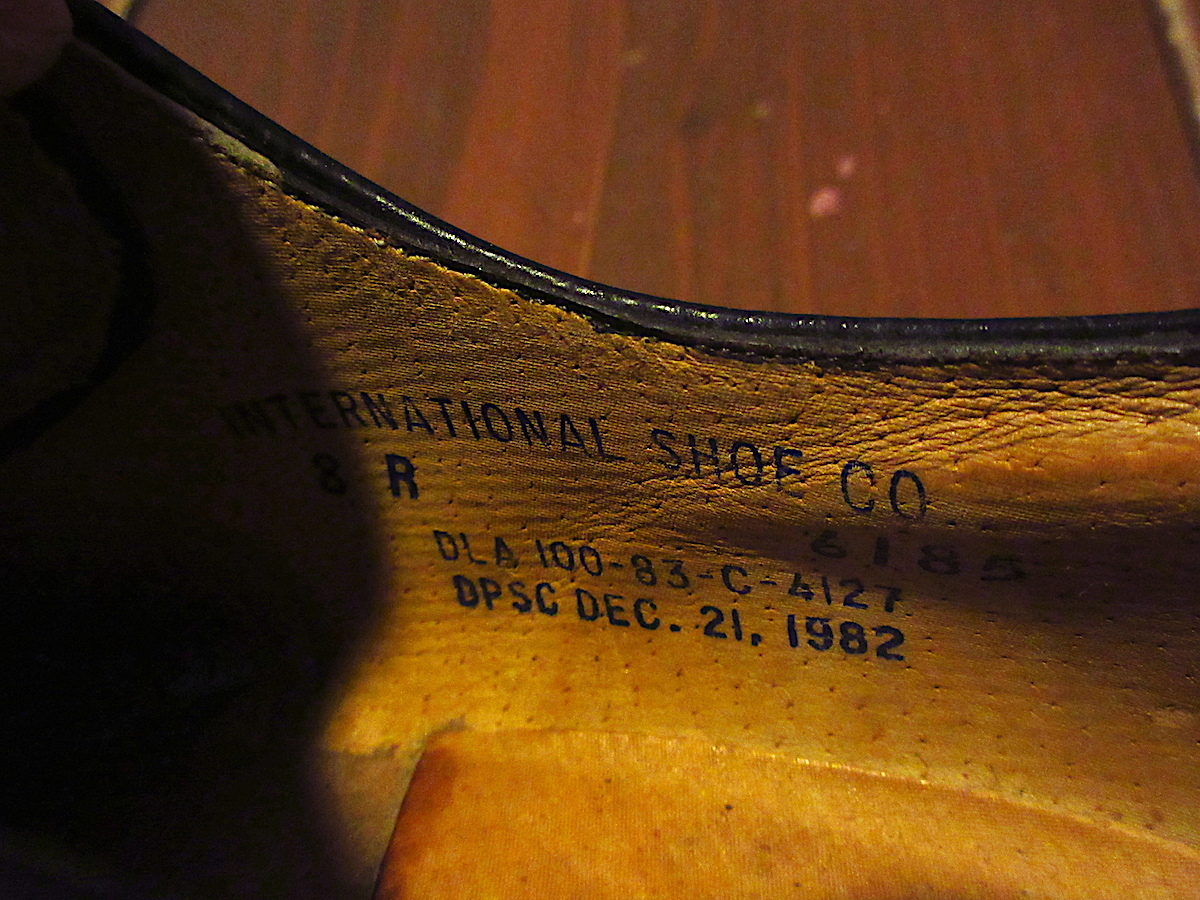 INTERNATIONAL SHOE CO
8 R
6185
DLA 100-83-C-4127
DPSC DEC. 21, 1982